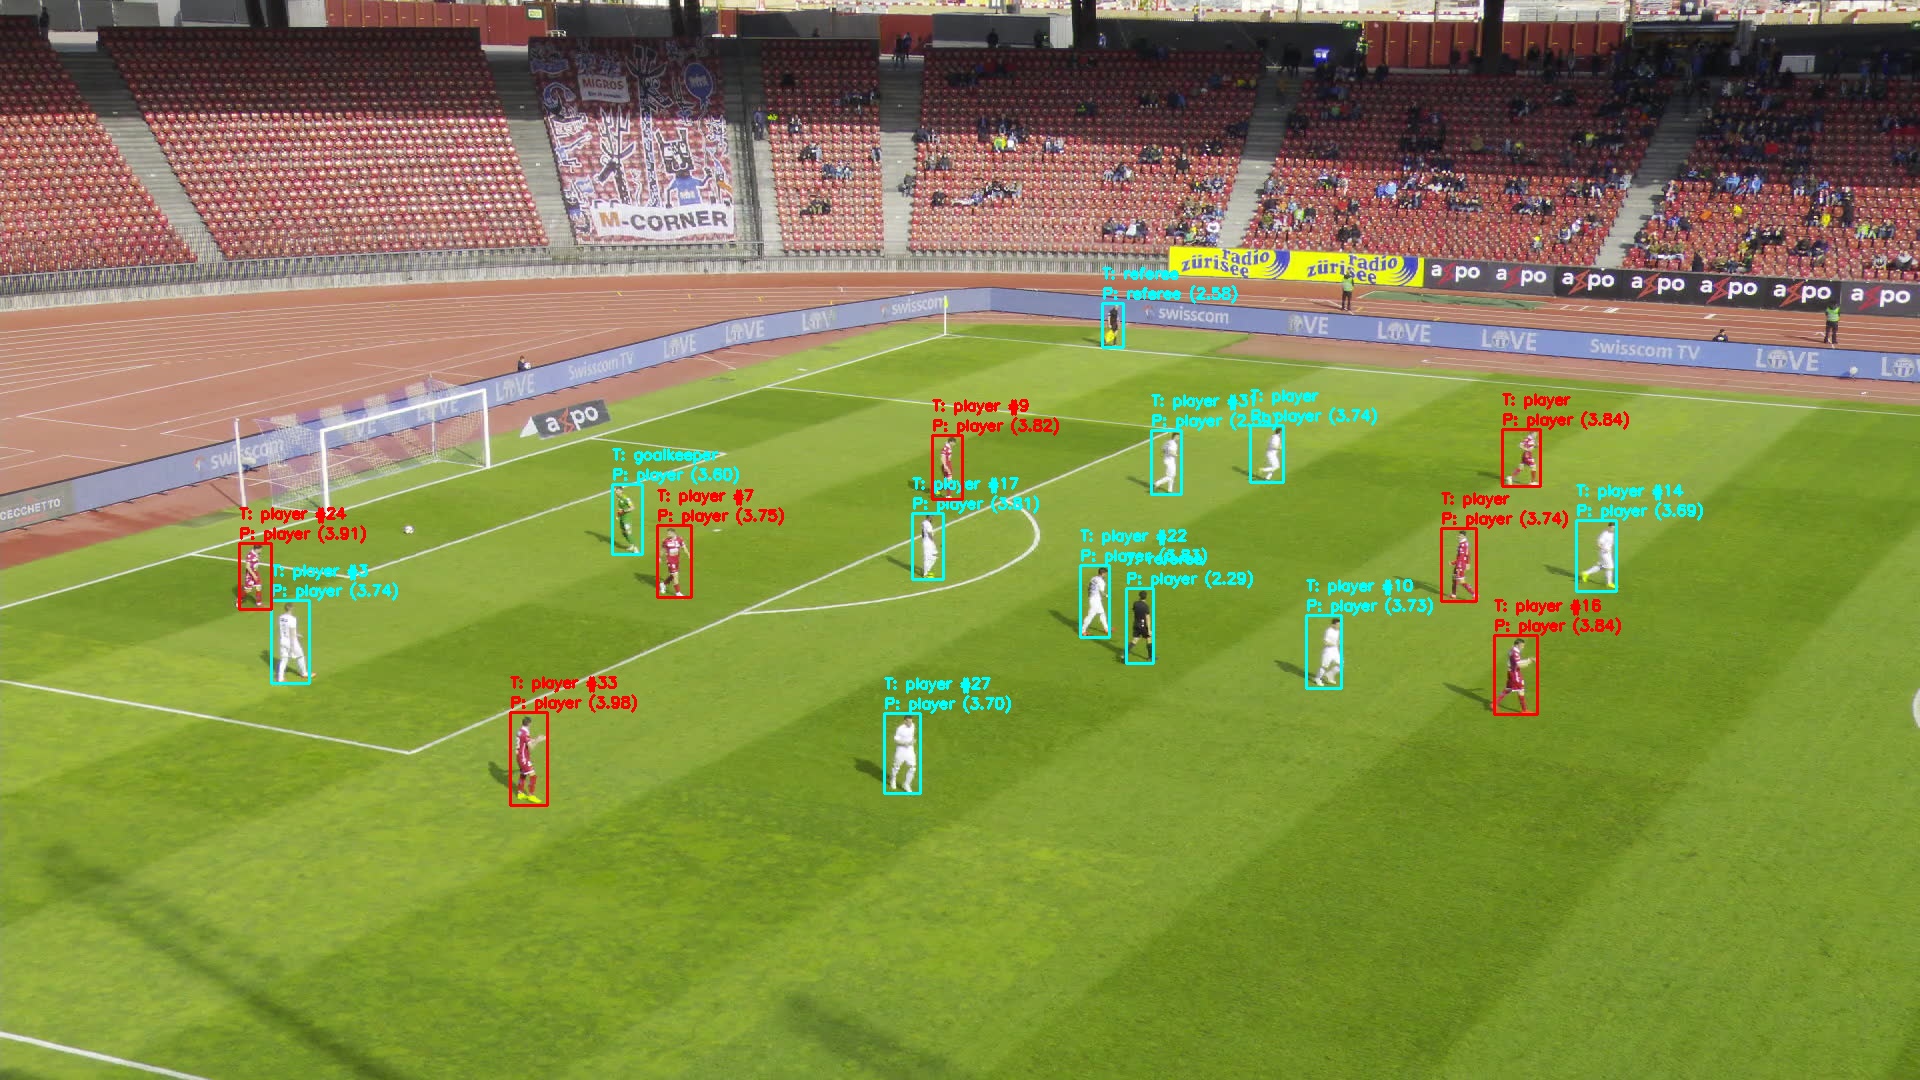 MIGROS
M-CORNER
radio
zürisee
radio
zürisee
axpo
axpo
axpo
axpo
axpo
axpo
axpo
T: referee
P: referee (2.58)
swisscom
swisscom
LOVE
LOVE
LOVE
LOVE
Swisscom TV
LOVE
LOVE
Swisscom TV
LOVE
axpo
CECCHETTO
T: player #9
P: player (3.82)
T: player
P: player (3.74)
T: player
P: player (3.84)
T: goalkeeper
P: player (3.60)
T: player #7
P: player (3.75)
T: player #17
P: player (3.81)
T: player
P: player (3.74)
T: player #14
P: player (3.69)
T: player #24
P: player (3.91)
T: player #3
P: player (3.74)
T: player #22
P: player (3.83)
T: referee
P: player (2.29)
T: player #10
P: player (3.73)
T: player #16
P: player (3.84)
T: player #33
P: player (3.98)
T: player #27
P: player (3.70)